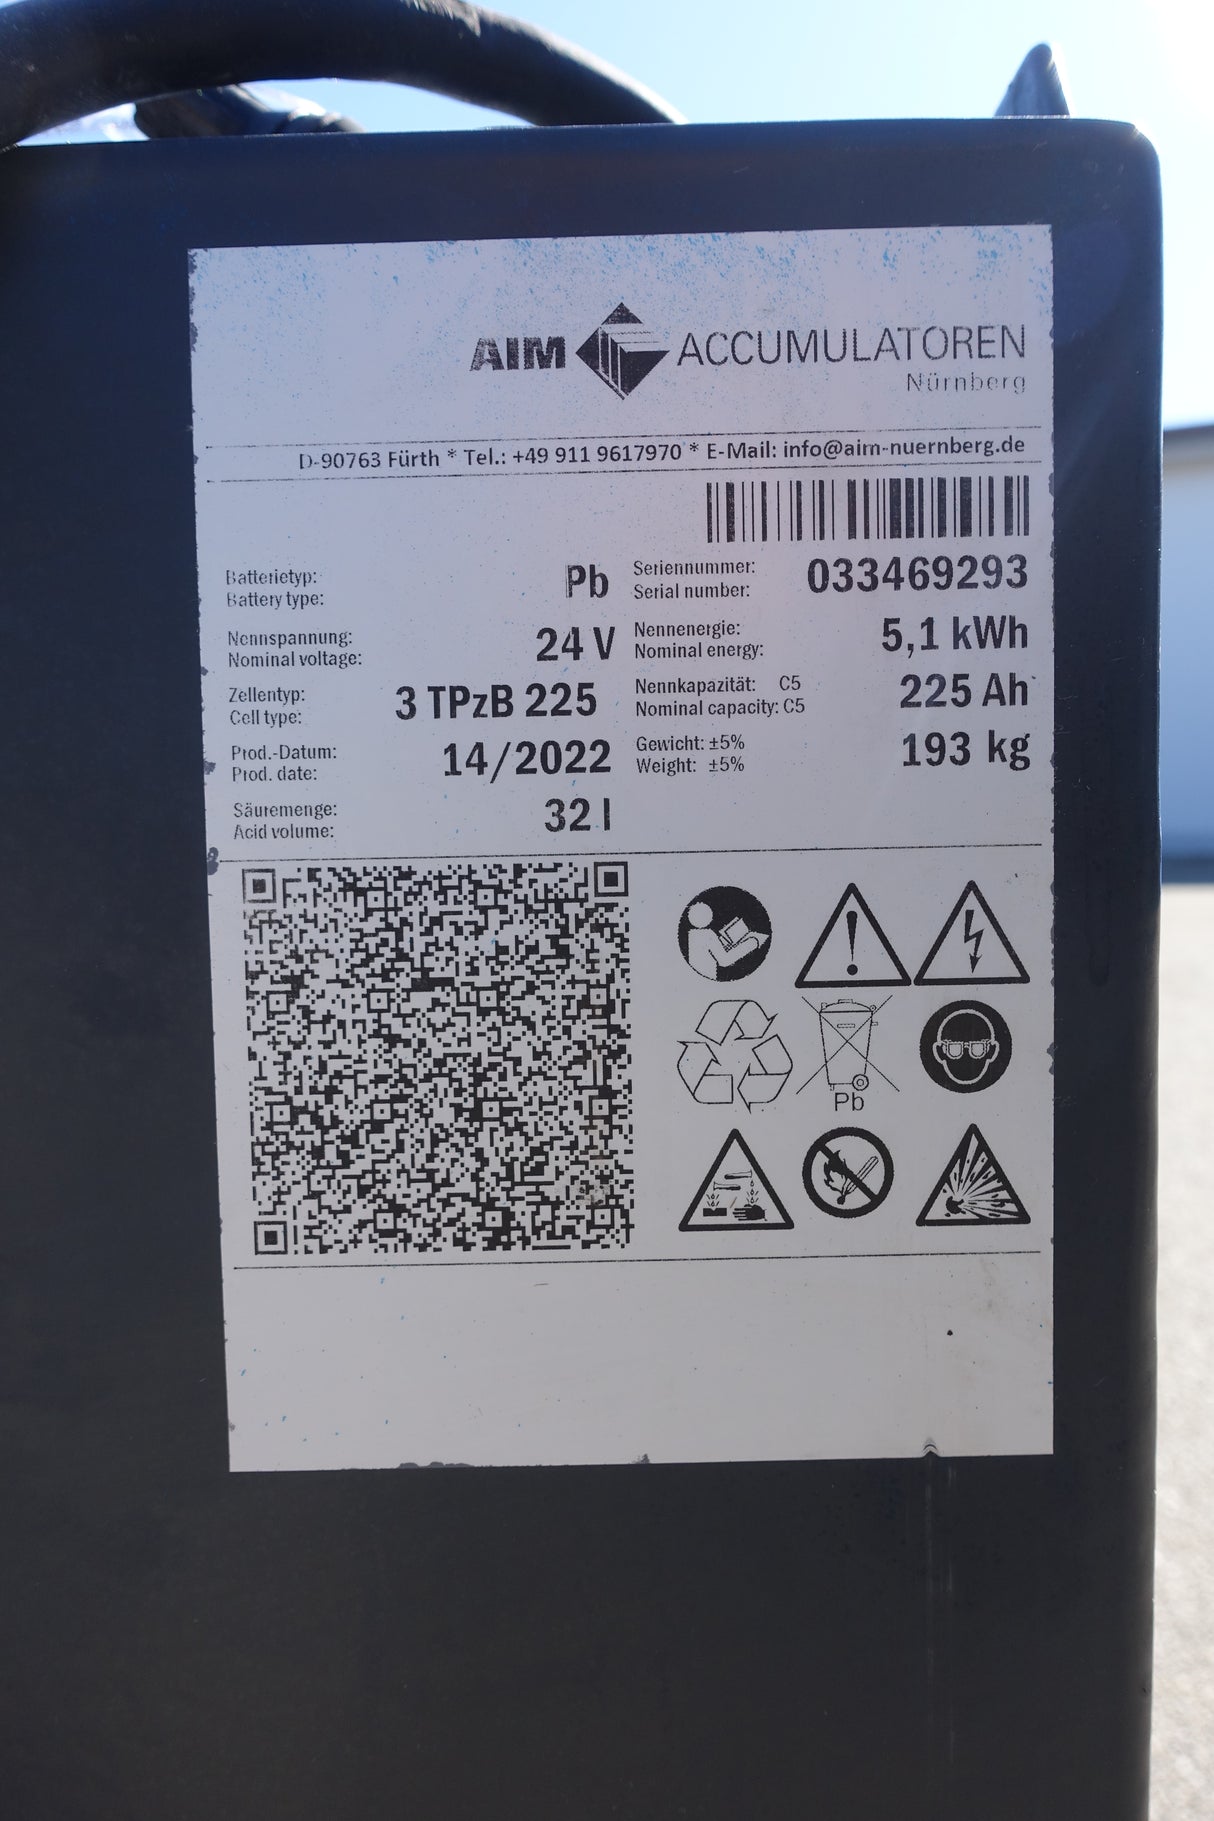 AIM ACCUMULATOREN
Nürnberg
D-90763 Fürth * Tel.: +49 911 9617970 * E-Mail: info@aim-nuernberg.de
Batterietyp:
Battery type:
Pb
Seriennummer:
Serial number:
033469293
Nennspannung:
Nominal voltage:
24 V
Nennenergie:
Nominal energy:
5,1 kWh
Zellentyp:
Cell type:
3 TPzB 225
Nennkapazität: C5
Nominal capacity: C5
225 Ah
Prod.-Datum:
Prod. date:
14/2022
Gewicht: ±5%
Weight: ±5%
193 kg
Säuremenge:
Acid volume:
32 l
Pb